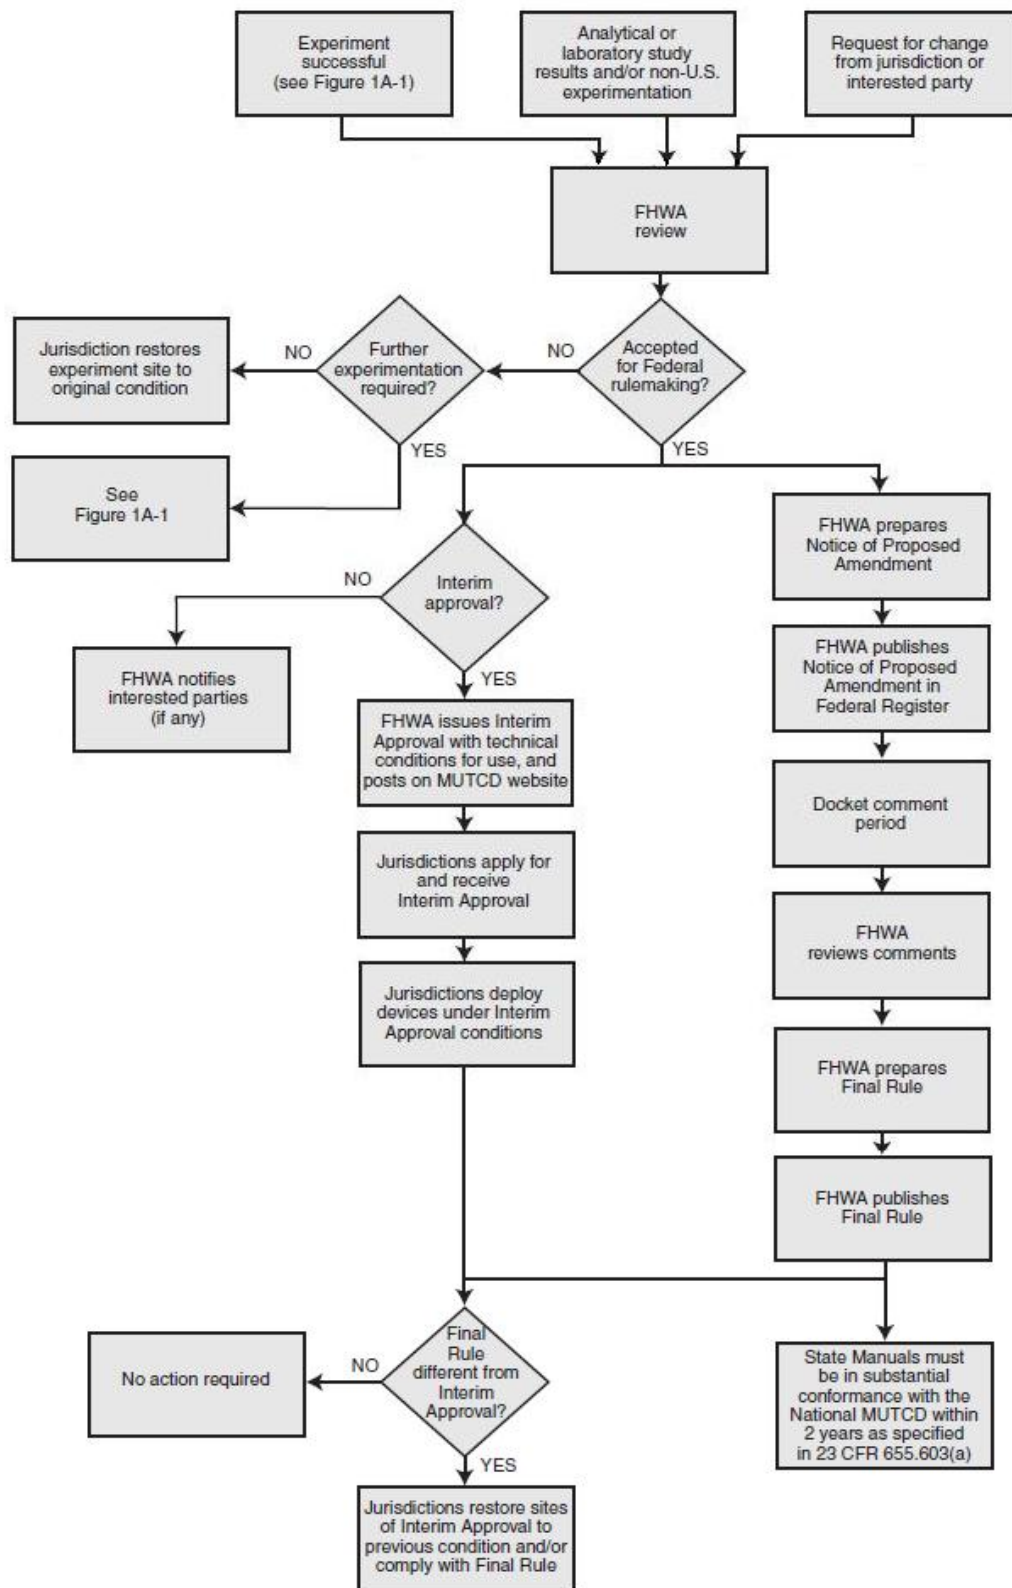 Experiment
successful
(see Figure 1A-1)
Analytical or
laboratory study
results and/or non-U.S.
experimentation
Request for change
from jurisdiction or
interested party
FHWA
review
Accepted
for Federal
rulemaking?
NO
Further
experimentation
required?
NO
Jurisdiction restores
experiment site to
original condition
YES
See
Figure 1A-1
YES
Interim
approval?
NO
FHWA notifies
interested parties
(if any)
YES
FHWA issues Interim
Approval with technical
conditions for use, and
posts on MUTCD website
Jurisdictions apply for
and receive
Interim Approval
Jurisdictions deploy
devices under Interim
Approval conditions
FHWA prepares
Notice of Proposed
Amendment
FHWA publishes
Notice of Proposed
Amendment in
Federal Register
Docket comment
period
FHWA
reviews comments
FHWA prepares
Final Rule
FHWA publishes
Final Rule
Final
Rule
different from
Interim
Approval?
NO
No action required
YES
Jurisdictions restore sites
of Interim Approval to
previous condition and/or
comply with Final Rule
State Manuals must
be in substantial
conformance with the
National MUTCD within
2 years as specified
in 23 CFR 655.603(a)